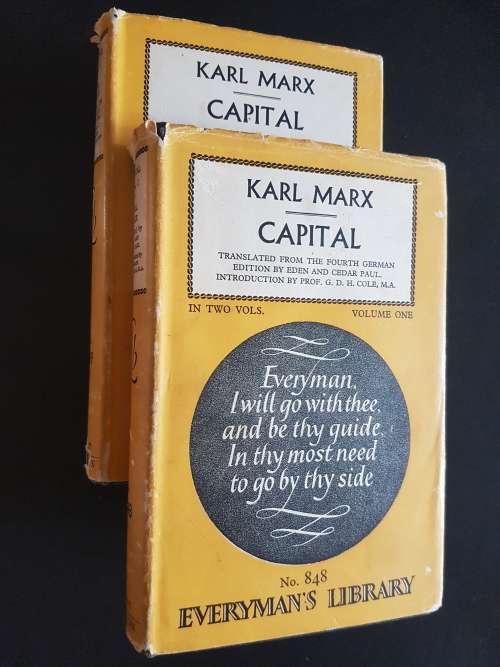 KARL MARX
CAPITAL
KARL MARX
CAPITAL
TRANSLATED FROM THE FOURTH GERMAN
EDITION BY EDEN AND CEDAR PAUL.
INTRODUCTION BY PROF. G. D. H. COLE, M.A.
IN TWO VOLS. VOLUME ONE
Everyman,
I will go with thee,
and be thy guide,
In thy most need
to go by thy side
No. 848
EVERYMAN'S LIBRARY